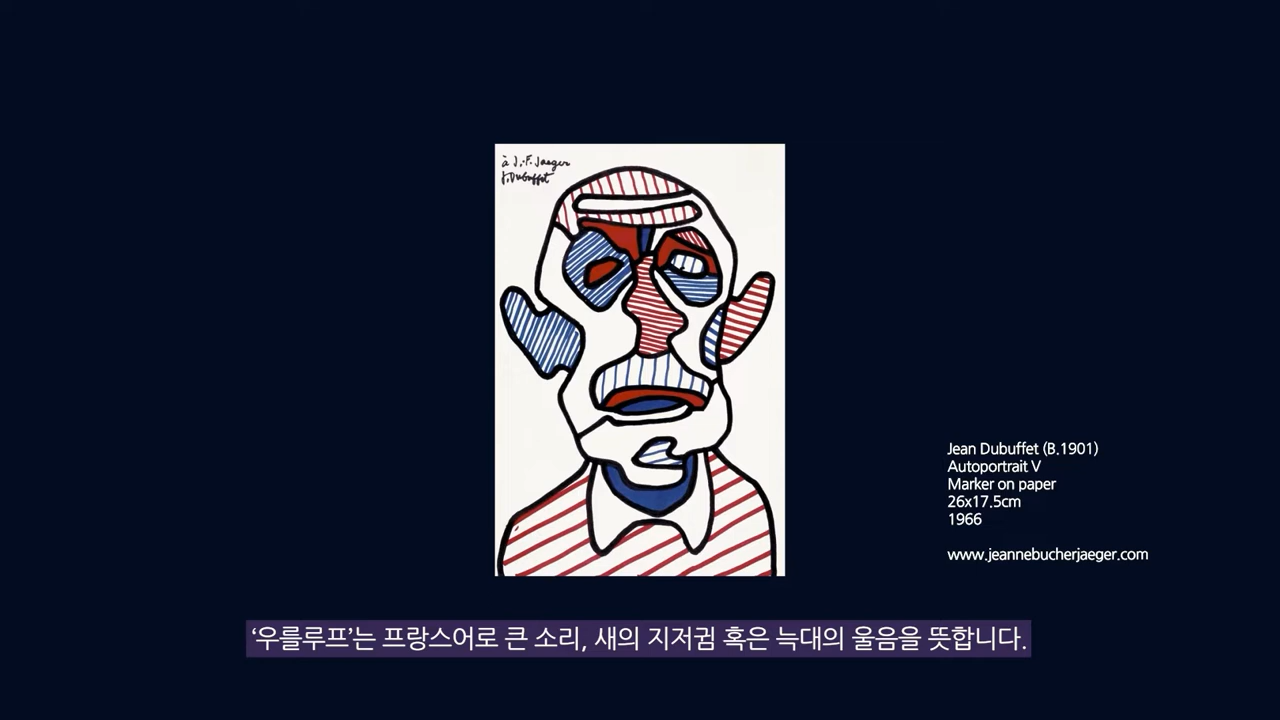 à J.-F. Jaeger
J. Dubuffet
Jean Dubuffet (B.1901)
Autoportrait V
Marker on paper
26x17.5cm
1966
www.jeannebucherjaeger.com
‘우를루프’는 프랑스어로 큰 소리, 새의 지저귐 혹은 늑대의 울음을 뜻합니다.